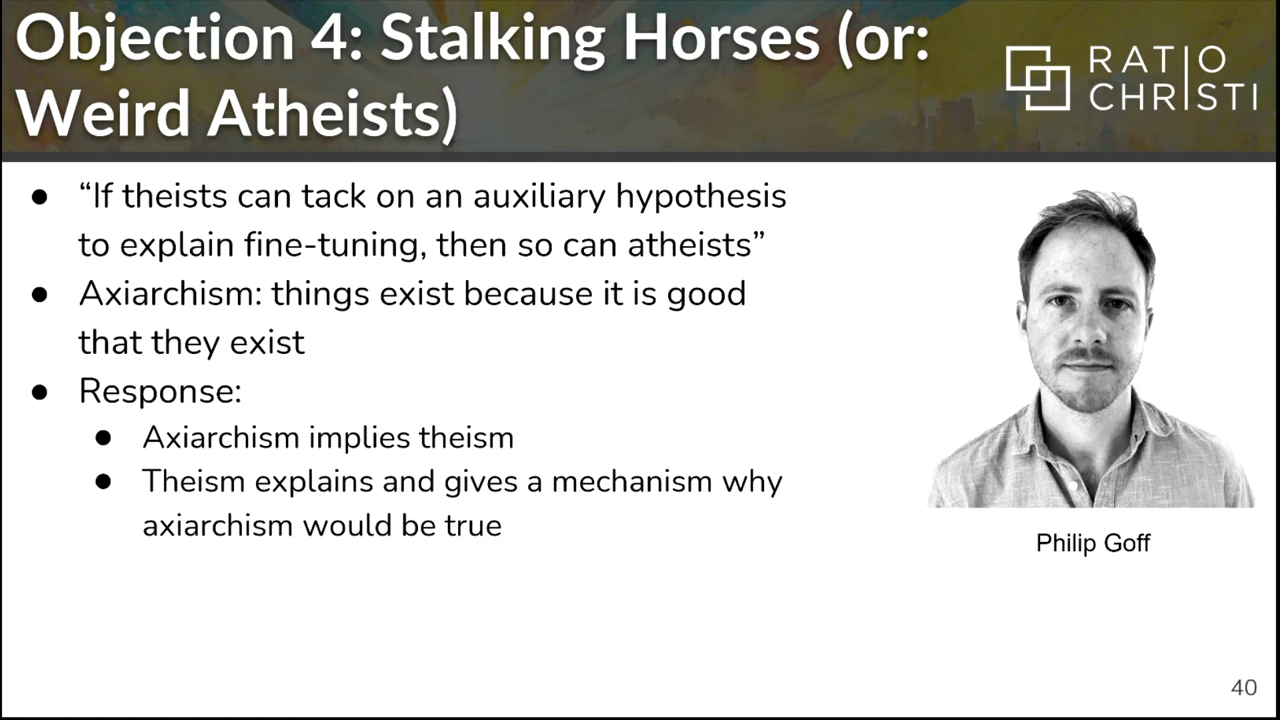 Objection 4: Stalking Horses (or:
Weird Atheists)
RATIO
CHRISTI
● “If theists can tack on an auxiliary hypothesis
to explain fine-tuning, then so can atheists”
● Axiarchism: things exist because it is good
that they exist
● Response:
● Axiarchism implies theism
● Theism explains and gives a mechanism why
axiarchism would be true
Philip Goff
40